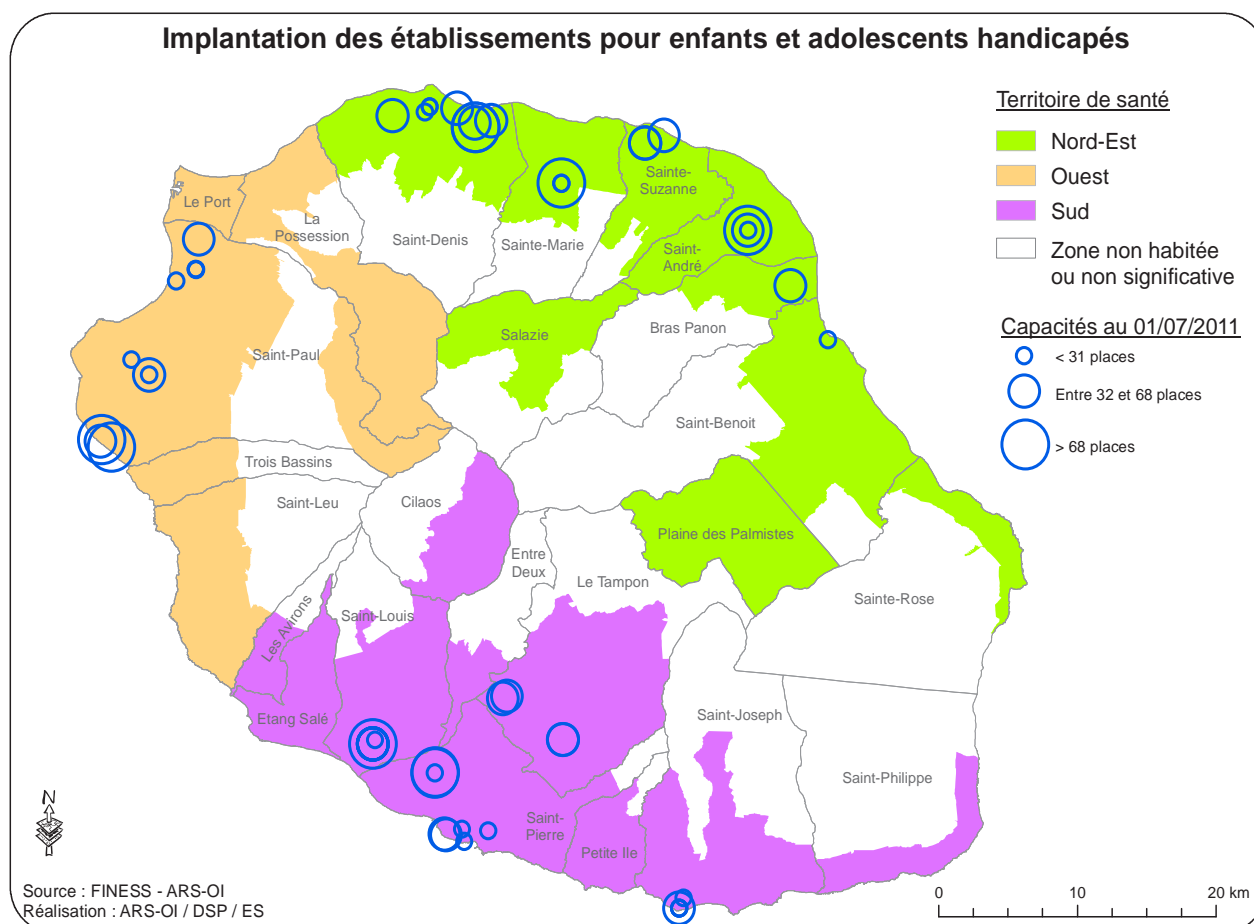 Implantation des établissements pour enfants et adolescents handicapés
Territoire de santé
Nord-Est
Ouest
Sud
Zone non habitée
ou non significative
Capacités au 01/07/2011
< 31 places
Entre 32 et 68 places
> 68 places
Le Port
La
Possession
Saint-Denis
Sainte-Marie
Sainte-
Suzanne
Saint-
André
Salazie
Bras Panon
Saint-Paul
Saint-Benoit
Trois Bassins
Saint-Leu
Cilaos
Plaine des Palmistes
Entre
Deux
Le Tampon
Sainte-Rose
Les Avirons
Saint-Louis
Etang Salé
Saint-Joseph
Saint-Philippe
Saint-
Pierre
Petite Ile
N
Source : FINESS - ARS-OI
Réalisation : ARS-OI / DSP / ES
0 10 20 km